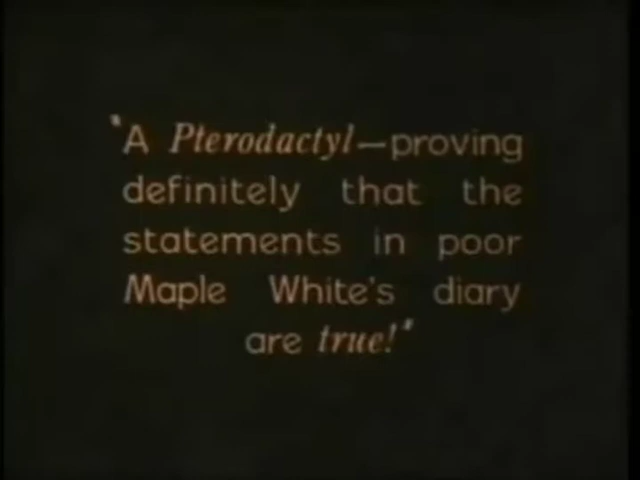 "A Pterodactyl—proving
definitely that the
statements in poor
Maple White's diary
are true!"